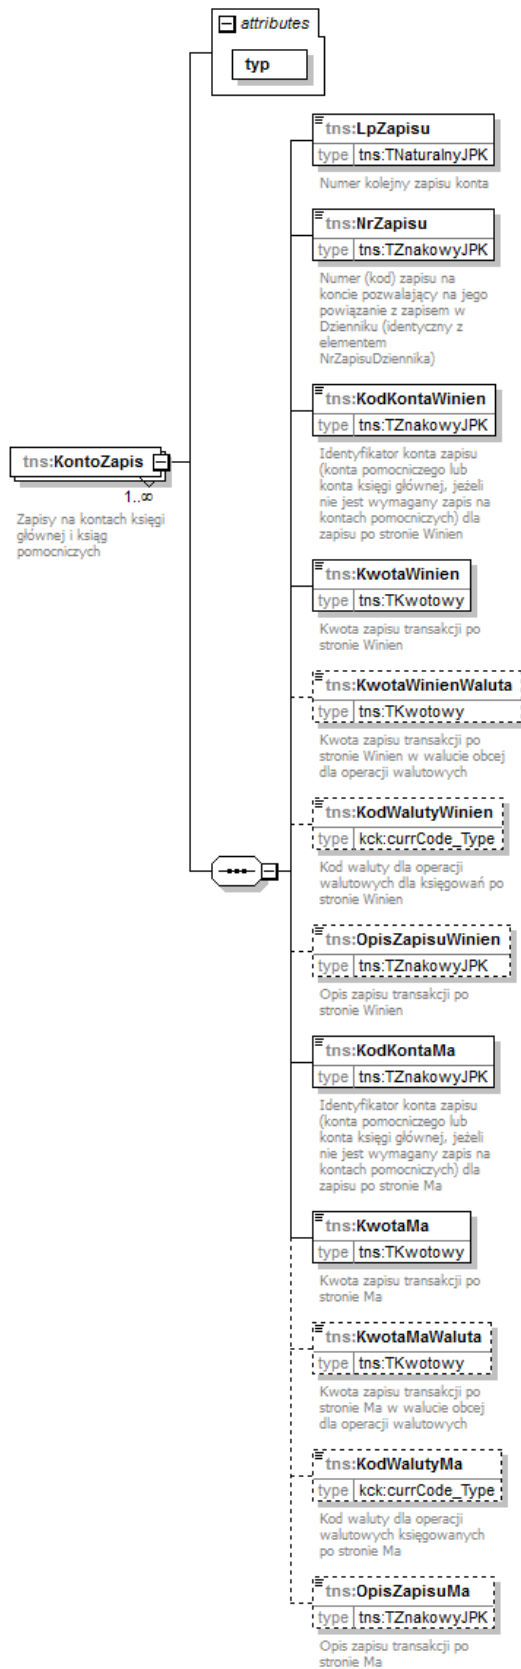 attributes
typ
tns:LpZapisu
type tns:TNaturalnyJPK
Numer kolejny zapisu konta
tns:NrZapisu
type tns:TZnakowyJPK
Numer (kod) zapisu na
koncie pozwalający na jego
powiązanie z zapisem w
Dzienniku (identyczny z
elementem
NrZapisuDziennika)
tns:KodKontaWinien
type tns:TZnakowyJPK
Identyfikator konta zapisu
(konta pomocniczego lub
konta księgi głównej, jeżeli
nie jest wymagany zapis na
kontach pomocniczych) dla
zapisu po stronie Winien
tns:KontoZapis
1..∞
Zapisy na kontach księgi
głównej i ksiąg
pomocniczych
tns:KwotaWinien
type tns:TKwotowy
Kwota zapisu transakcji po
stronie Winien
tns:KwotaWinienWaluta
type tns:TKwotowy
Kwota zapisu transakcji po
stronie Winien w walucie obcej
dla operacji walutowych
tns:KodWalutyWinien
type kck:currCode_Type
Kod waluty dla operacji
walutowych dla księgowań po
stronie Winien
tns:OpisZapisuWinien
type tns:TZnakowyJPK
Opis zapisu transakcji po
stronie Winien
tns:KodKontaMa
type tns:TZnakowyJPK
Identyfikator konta zapisu
(konta pomocniczego lub
konta księgi głównej, jeżeli
nie jest wymagany zapis na
kontach pomocniczych) dla
zapisu po stronie Ma
tns:KwotaMa
type tns:TKwotowy
Kwota zapisu transakcji po
stronie Ma
tns:KwotaMaWaluta
type tns:TKwotowy
Kwota zapisu transakcji po
stronie Ma w walucie obcej
dla operacji walutowych
tns:KodWalutyMa
type kck:currCode_Type
Kod waluty dla operacji
walutowych księgowanych
po stronie Ma
tns:OpisZapisuMa
type tns:TZnakowyJPK
Opis zapisu transakcji po
stronie Ma